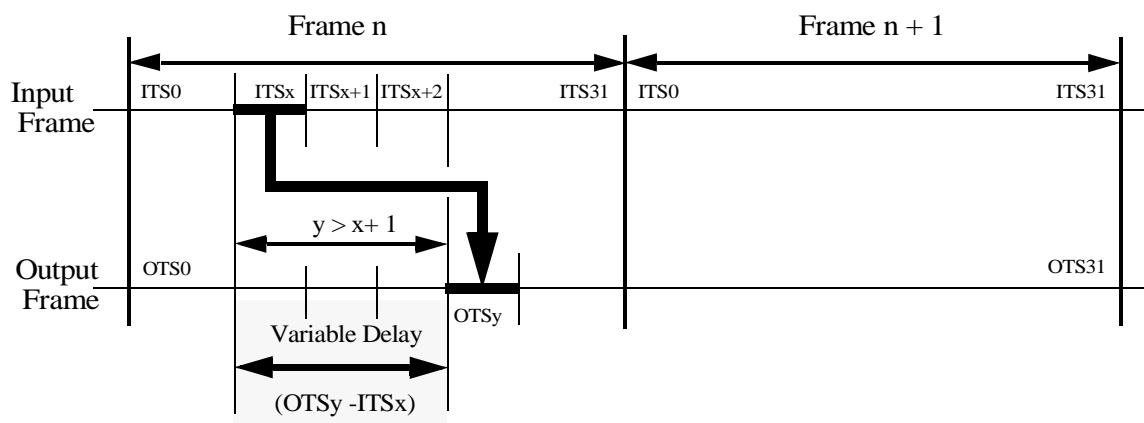 Frame n
Frame n + 1
Input
Frame
ITS0
ITSx
ITSx+1
ITSx+2
ITS31
ITS0
ITS31
y > x+ 1
Output
Frame
OTS0
OTS31
OTSy
Variable Delay
(OTSy -ITSx)